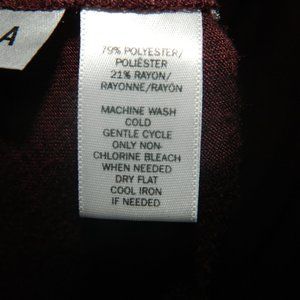 A
79% POLYESTER/
POLIÉSTER
21% RAYON/
RAYONNE/RAYÓN
MACHINE WASH
COLD
GENTLE CYCLE
ONLY NON-
CHLORINE BLEACH
WHEN NEEDED
DRY FLAT
COOL IRON
IF NEEDED